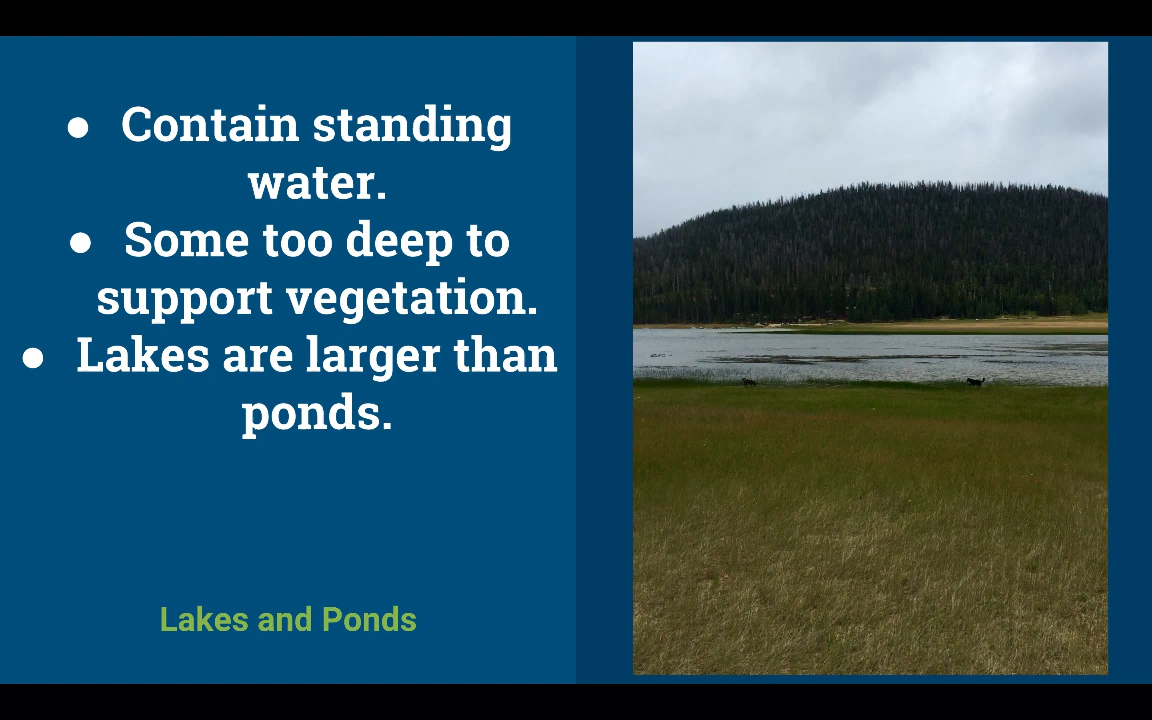 ● Contain standing
water.
● Some too deep to
support vegetation.
● Lakes are larger than
ponds.
Lakes and Ponds